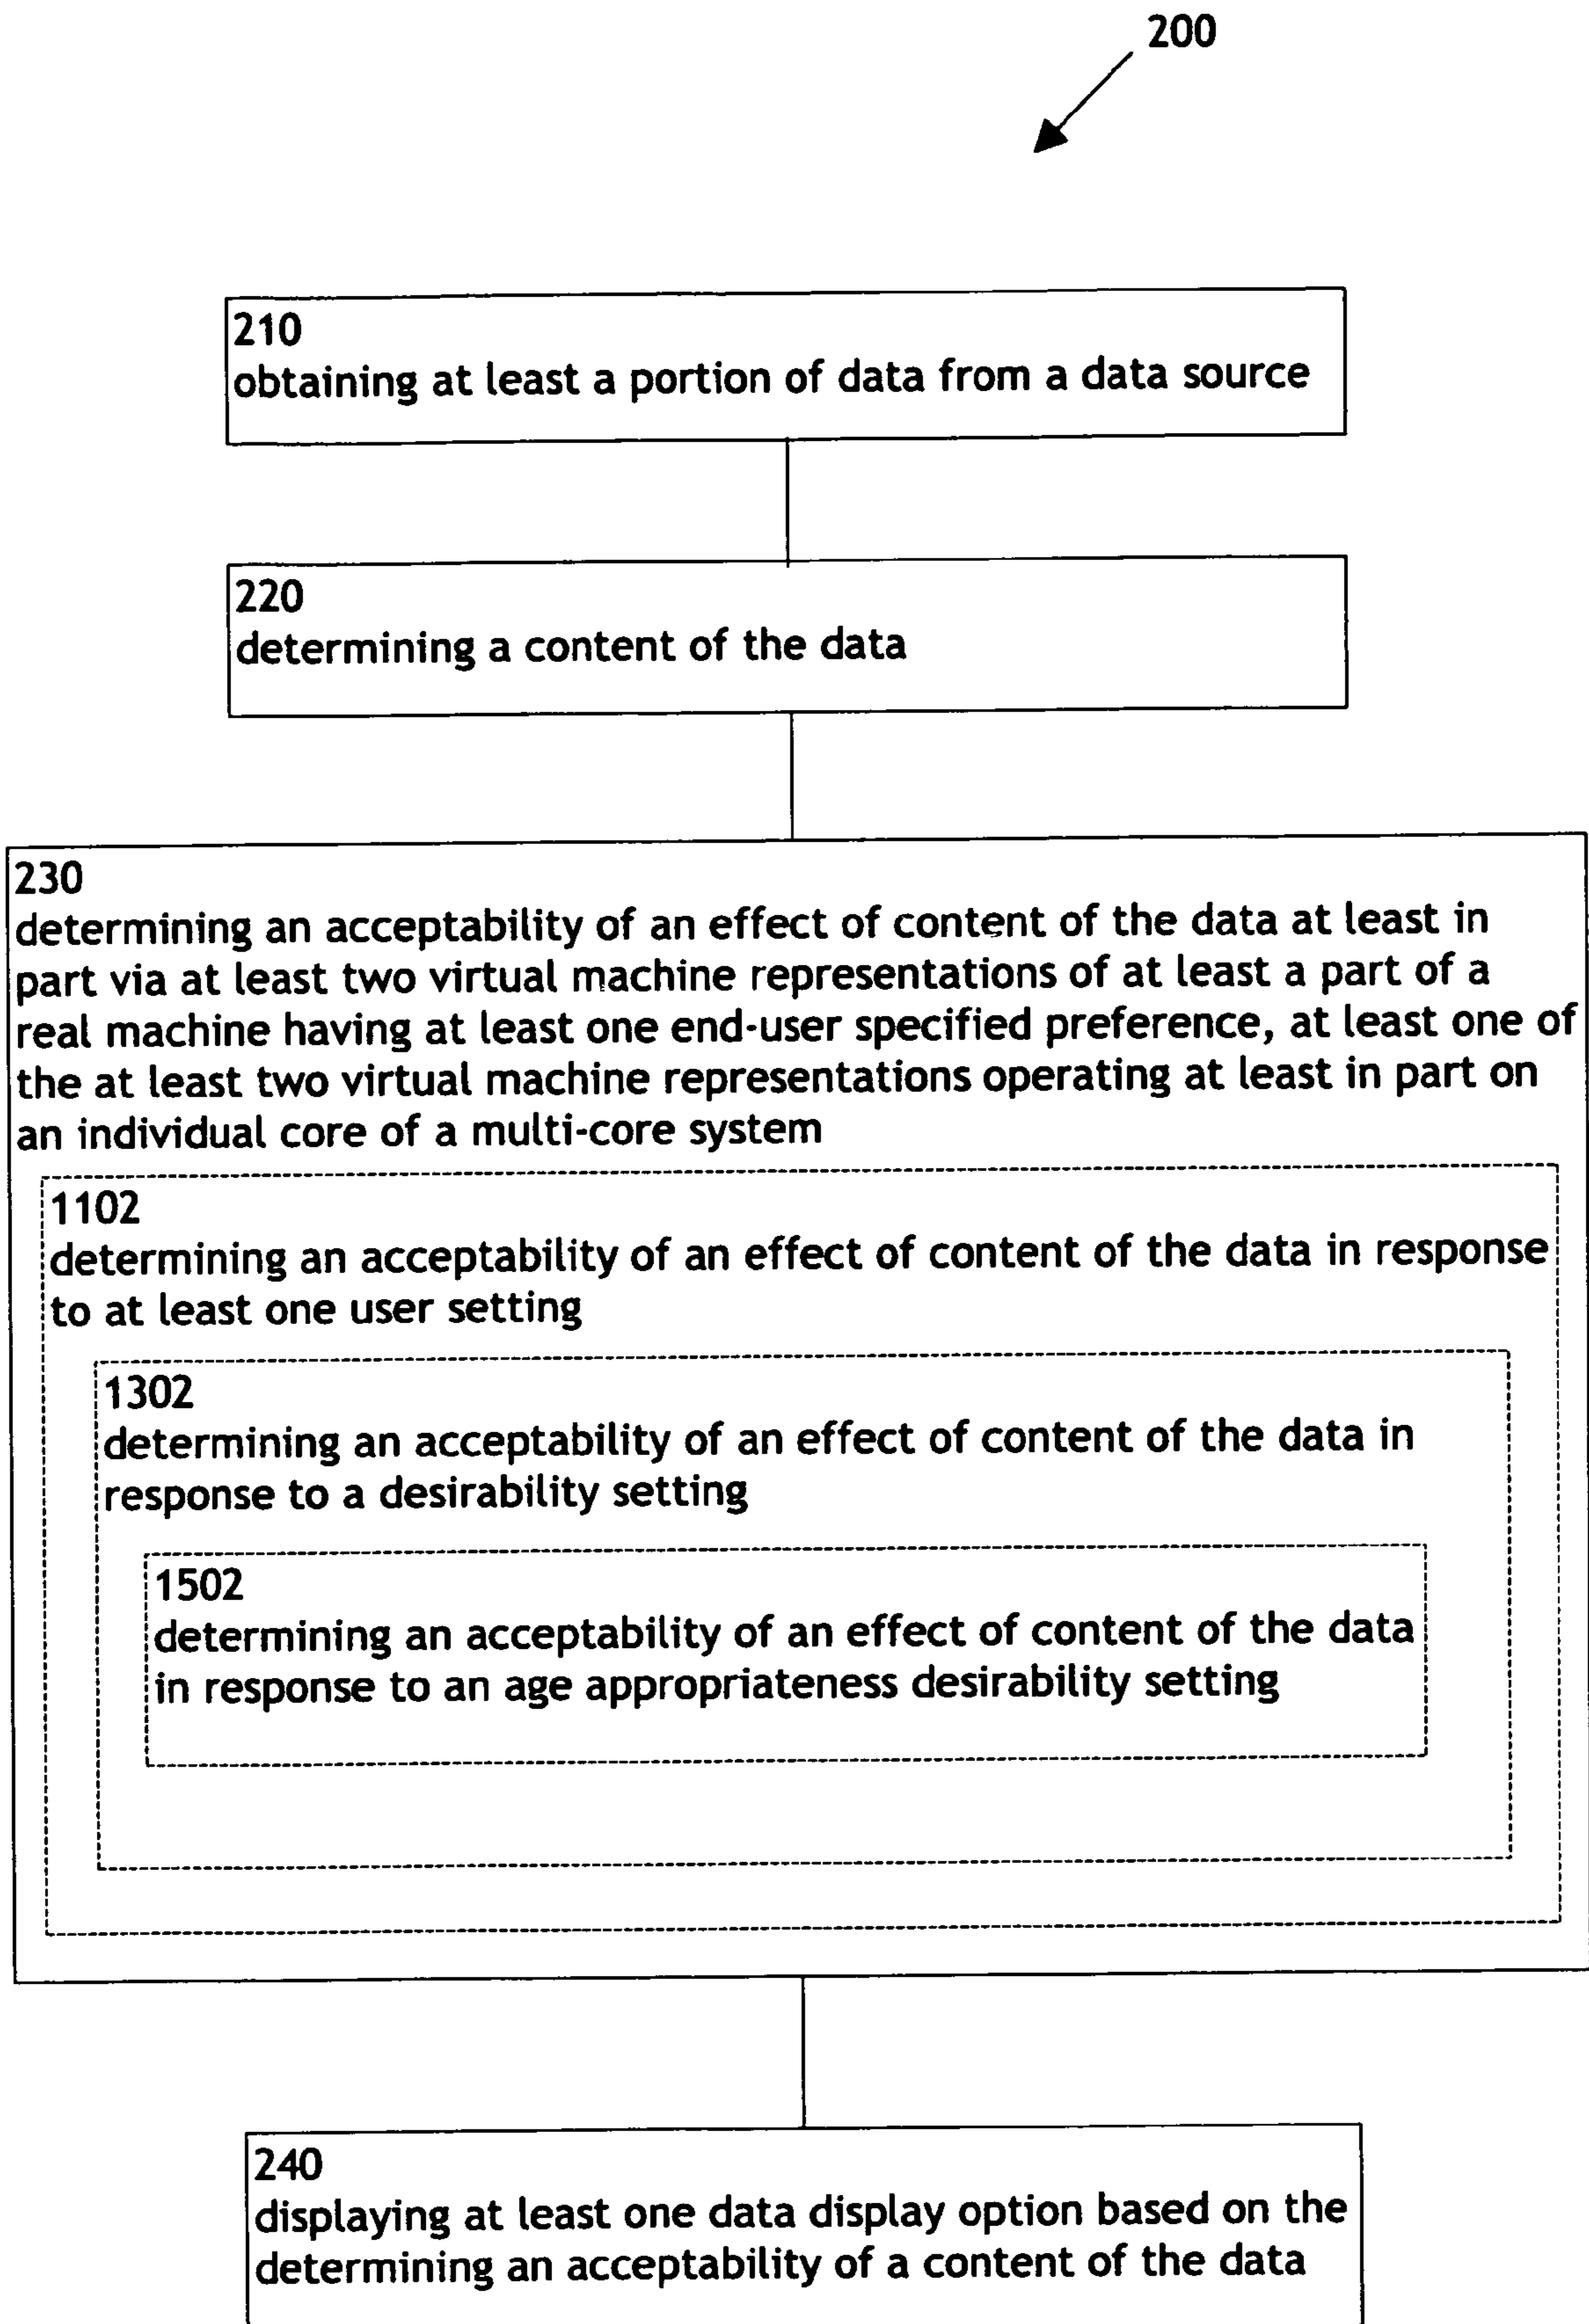 200
210
obtaining at least a portion of data from a data source
220
determining a content of the data
230
determining an acceptability of an effect of content of the data at least in
part via at least two virtual machine representations of at least a part of a
real machine having at least one end-user specified preference, at least one of
the at least two virtual machine representations operating at least in part on
an individual core of a multi-core system
1102
determining an acceptability of an effect of content of the data in response
to at least one user setting
1302
determining an acceptability of an effect of content of the data in
response to a desirability setting
1502
determining an acceptability of an effect of content of the data
in response to an age appropriateness desirability setting
240
displaying at least one data display option based on the
determining an acceptability of a content of the data